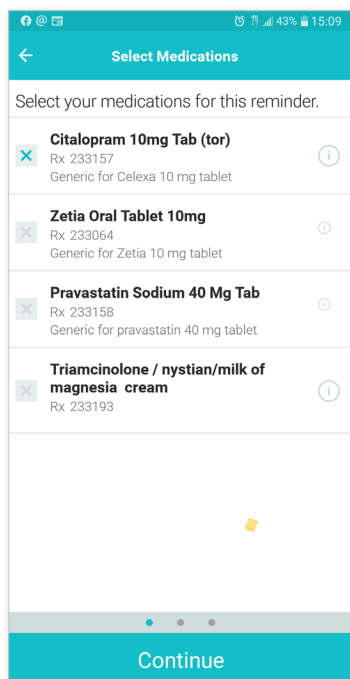 43% 15:09
Select Medications
Select your medications for this reminder.
Citalopram 10mg Tab (tor)
Rx 233157
Generic for Celexa 10 mg tablet
Zetia Oral Tablet 10mg
Rx 233064
Generic for Zetia 10 mg tablet
Pravastatin Sodium 40 Mg Tab
Rx 233158
Generic for pravastatin 40 mg tablet
Triamcinolone / nystian/milk of
magnesia cream
Rx 233193
Continue